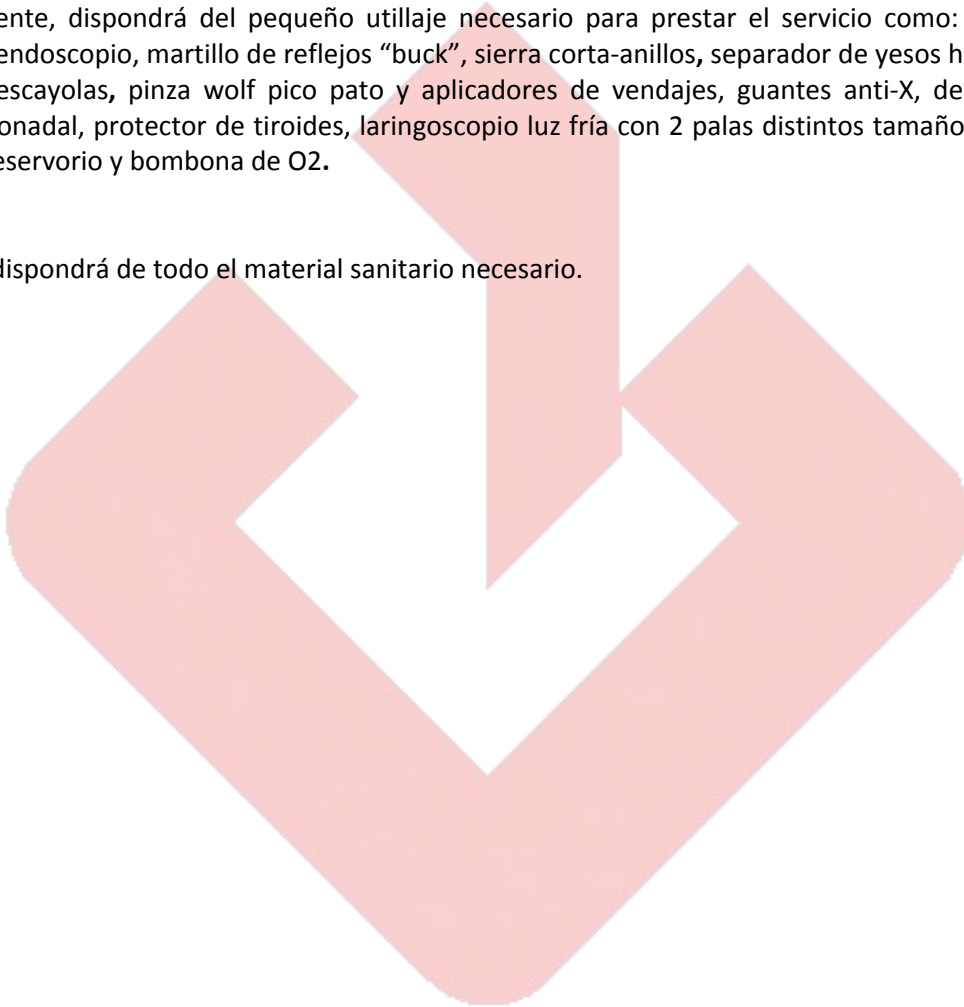 ente, dispondrá del pequeño utillaje necesario para prestar el servicio como:
endoscopio, martillo de reflejos “buck”, sierra corta-anillos, separador de yesos h
escayolas, pinza wolf pico pato y aplicadores de vendajes, guantes anti-X, de
onadal, protector de tiroides, laringoscopio luz fría con 2 palas distintos tamaño
eservorio y bombona de O2.
dispondrá de todo el material sanitario necesario.